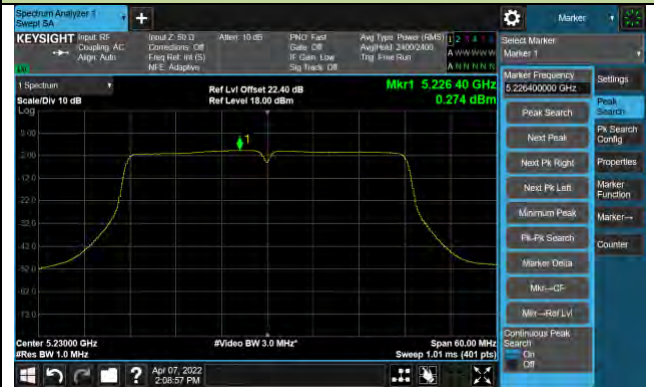 Spectrum Analyzer 1
Swept SA
+
Marker
KEYSIGHT Input: RF
Coupling: AC
Align: Auto
Input Z: 50 Ω
Corrections: Off
Freq Ref: Int (S)
NFE: Adaptive
Atten: 10 dB
PNO: Fast
Gate: Off
IF Gain: Low
Sig Track: Off
Avg Type: Power (RMS)
Avg|Hold: 2400/2400
Trig: Free Run
A W W W W W
A N N N N N
Select Marker
Marker 1
1 Spectrum
Scale/Div 10 dB
Log
Ref Lvl Offset 22.40 dB
Ref Level 18.00 dBm
Mkr1 5.226 40 GHz
0.274 dBm
1
-2.00
-12.0
-32.0
-42.0
-52.0
-62.0
Center 5.23000 GHz
#Res BW 1.0 MHz
#Video BW 3.0 MHz*
Span 60.00 MHz
Sweep 1.01 ms (401 pts)
Marker Frequency
5.226400000 GHz
Peak Search
Next Peak
Next Pk Right
Next Pk Left
Minimum Peak
Pk-Pk Search
Marker Delta
Mkr→CF
Mkr→Ref Lvl
Continuous Peak
Search
On
Off
Settings
Peak
Search
Pk Search
Config
Properties
Marker
Function
Marker→
Counter
?
Apr 07, 2022
2:08:57 PM